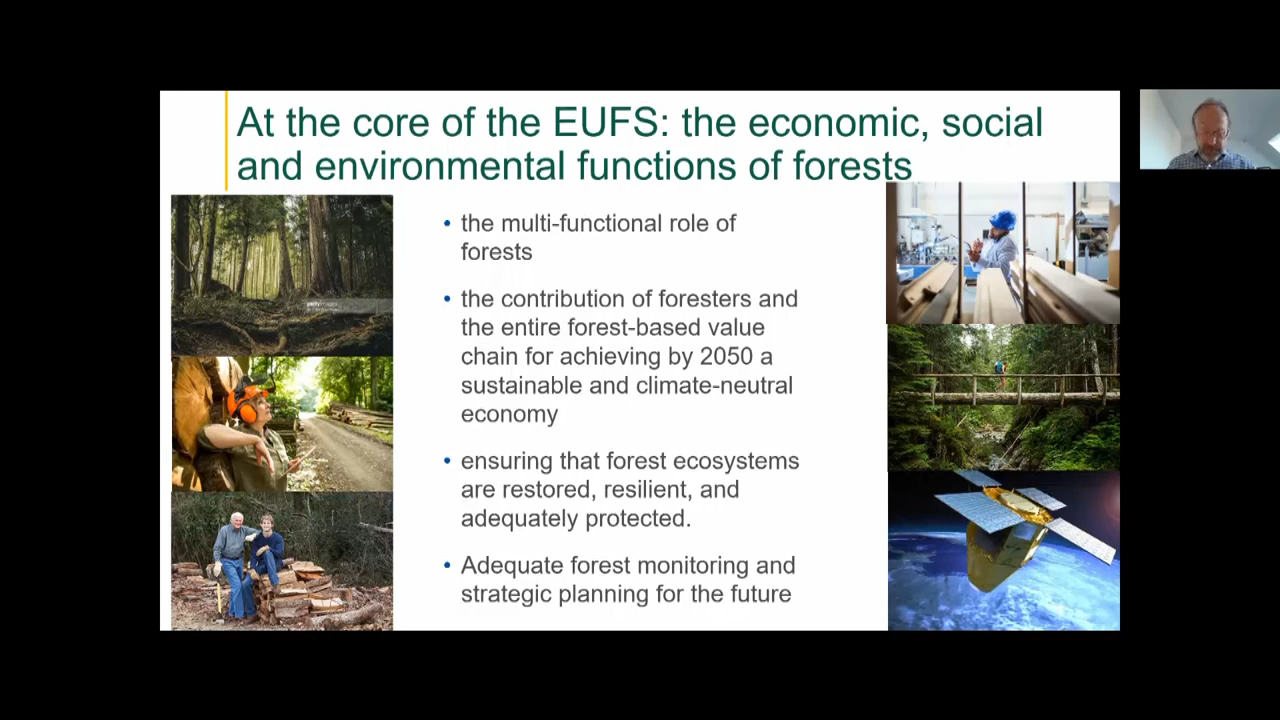 At the core of the EUFS: the economic, social
and environmental functions of forests
• the multi-functional role of
forests
• the contribution of foresters and
the entire forest-based value
chain for achieving by 2050 a
sustainable and climate-neutral
economy
• ensuring that forest ecosystems
are restored, resilient, and
adequately protected.
• Adequate forest monitoring and
strategic planning for the future